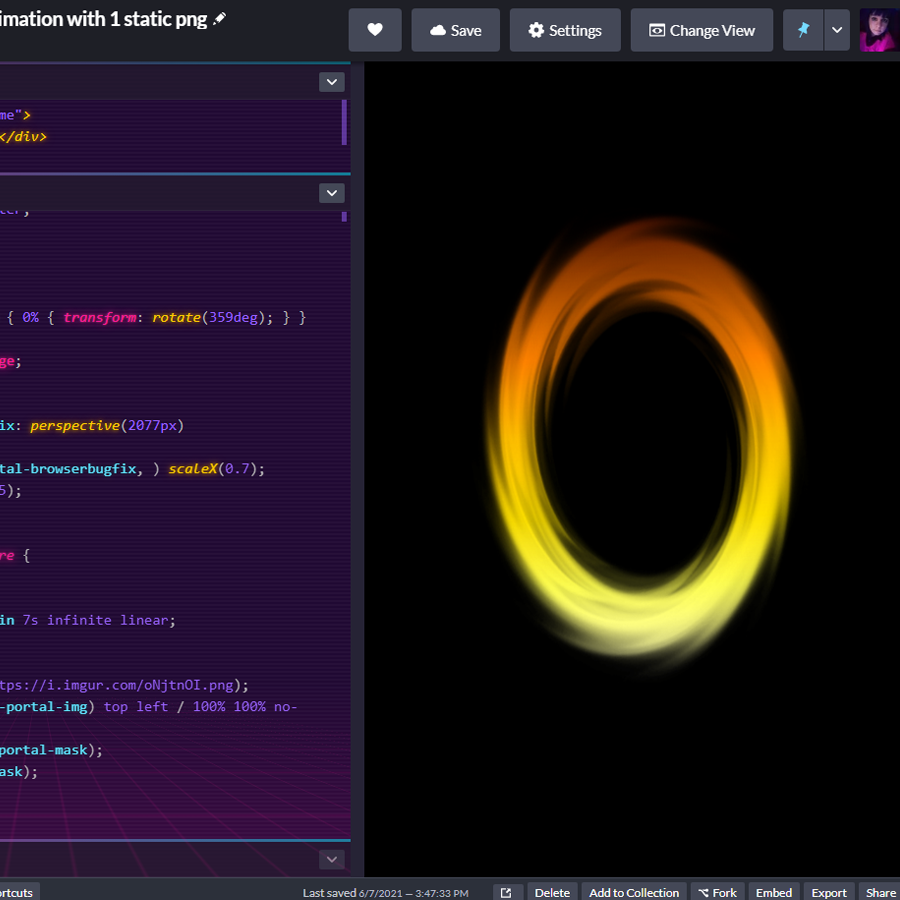 imation with 1 static png
Save
Settings
Change View
me">
</div>
{ 0% { transform: rotate(359deg); } }
ge;
ix: perspective(2077px)
tal-browserbugfix, ) scaleX(0.7);
5);
re {
in 7s infinite linear;
tps://i.imgur.com/oNjtnOI.png);
-portal-img) top left / 100% 100% no-
portal-mask);
ask);
ortcuts
Last saved 6/7/2021 — 3:47:33 PM
Delete
Add to Collection
Fork
Embed
Export
Share